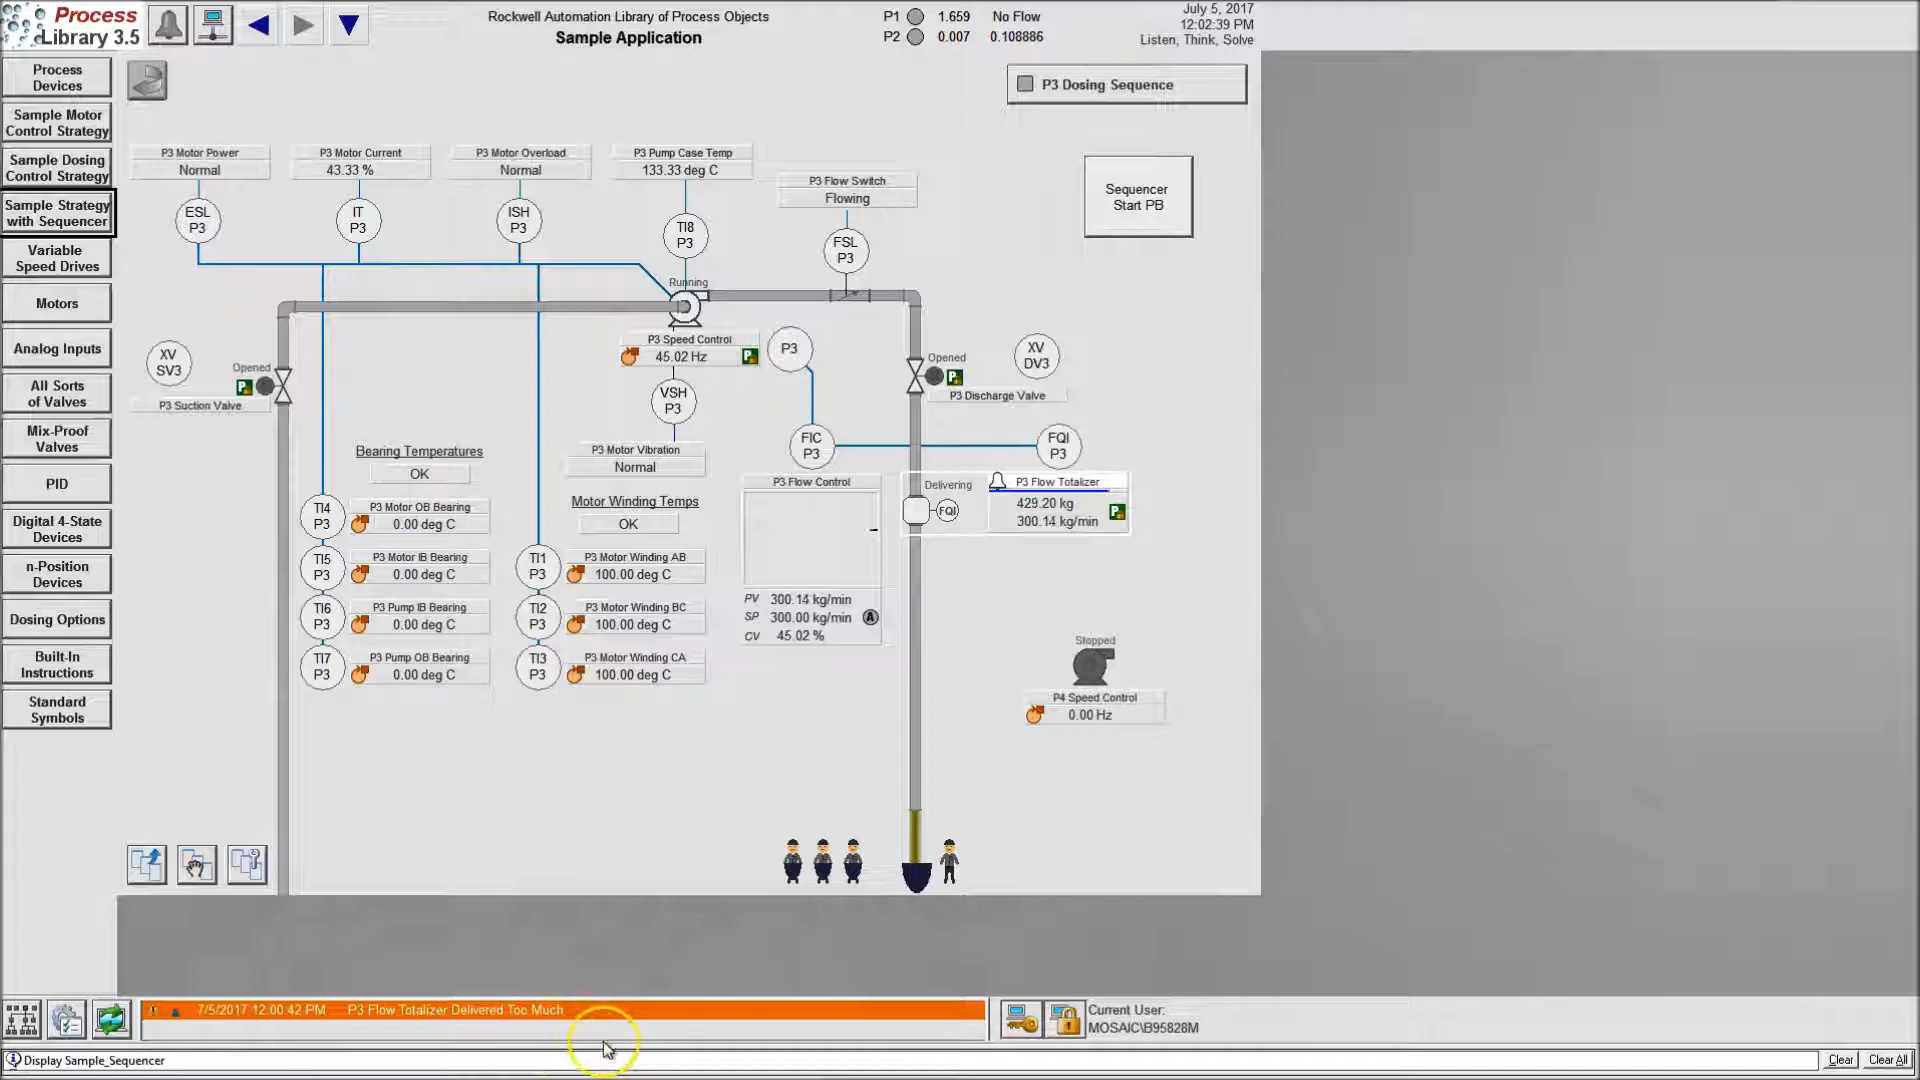 Process
Library 3.5
Rockwell Automation Library of Process Objects
Sample Application
P1 1.659 No Flow
P2 0.007 0.108886
July 5, 2017
12:02:39 PM
Listen, Think, Solve
Process
Devices
Sample Motor
Control Strategy
Sample Dosing
Control Strategy
Sample Strategy
with Sequencer
Variable
Speed Drives
Motors
Analog Inputs
All Sorts
of Valves
Mix-Proof
Valves
PID
Digital 4-State
Devices
n-Position
Devices
Dosing Options
Built-In
Instructions
Standard
Symbols
P3 Dosing Sequence
Sequencer
Start PB
P3 Motor Power
Normal
ESL
P3
P3 Motor Current
43.33 %
IT
P3
P3 Motor Overload
Normal
ISH
P3
P3 Pump Case Temp
133.33 deg C
TI8
P3
P3 Flow Switch
Flowing
FSL
P3
Running
P3 Speed Control
45.02 Hz
P
P3
VSH
P3
P3 Motor Vibration
Normal
XV
SV3
Opened
P
P3 Suction Valve
Opened
P
XV
DV3
P3 Discharge Valve
FIC
P3
FQI
P3
Bearing Temperatures
OK
TI4
P3
P3 Motor OB Bearing
0.00 deg C
TI5
P3
P3 Motor IB Bearing
0.00 deg C
TI6
P3
P3 Pump IB Bearing
0.00 deg C
TI7
P3
P3 Pump OB Bearing
0.00 deg C
Motor Winding Temps
OK
TI1
P3
P3 Motor Winding AB
100.00 deg C
TI2
P3
P3 Motor Winding BC
100.00 deg C
TI3
P3
P3 Motor Winding CA
100.00 deg C
P3 Flow Control
PV 300.14 kg/min
SP 300.00 kg/min A
CV 45.02 %
Delivering
FQI
P3 Flow Totalizer
429.20 kg
300.14 kg/min
P
Stopped
P4 Speed Control
0.00 Hz
7/5/2017 12:00:42 PM P3 Flow Totalizer Delivered Too Much
Current User:
MOSAIC\B95828M
Display Sample_Sequencer
Clear
Clear All